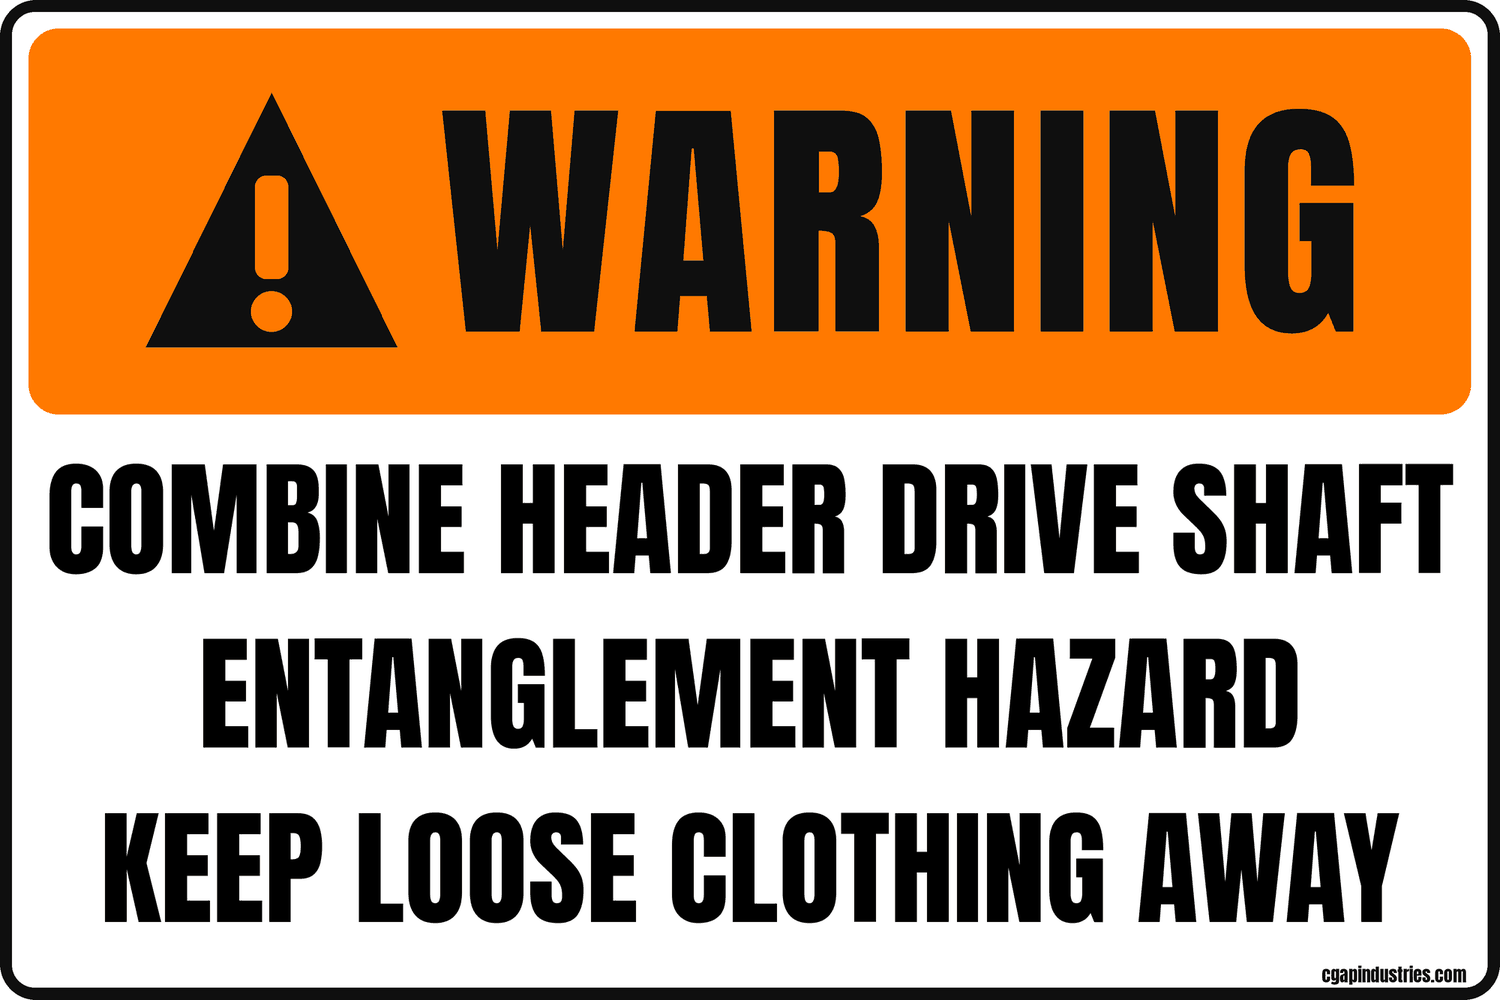 WARNING
COMBINE HEADER DRIVE SHAFT
ENTANGLEMENT HAZARD
KEEP LOOSE CLOTHING AWAY
cgapindustries.com